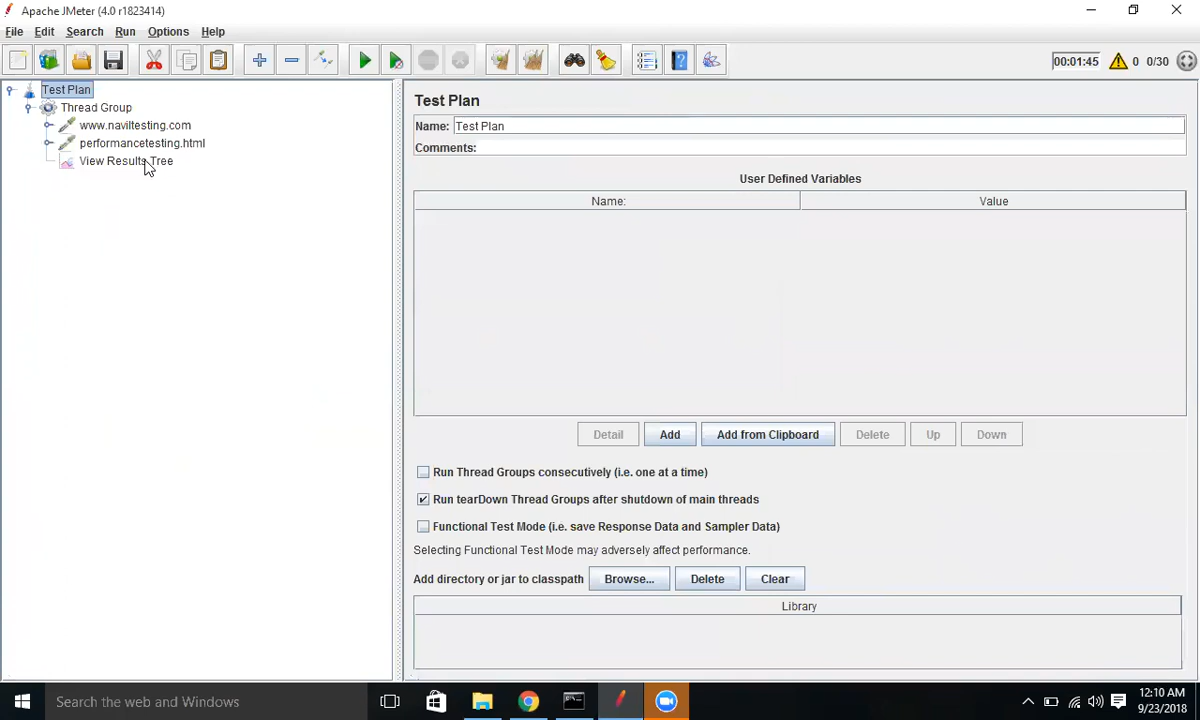 Apache JMeter (4.0 r1823414)
File Edit Search Run Options Help
00:01:45 0 0/30
Test Plan
Thread Group
www.naviltesting.com
performancetesting.html
View Results Tree
Test Plan
Name: Test Plan
Comments:
User Defined Variables
Name: Value
Detail Add Add from Clipboard Delete Up Down
Run Thread Groups consecutively (i.e. one at a time)
Run tearDown Thread Groups after shutdown of main threads
Functional Test Mode (i.e. save Response Data and Sampler Data)
Selecting Functional Test Mode may adversely affect performance.
Add directory or jar to classpath Browse... Delete Clear
Library
Search the web and Windows
12:10 AM
9/23/2018